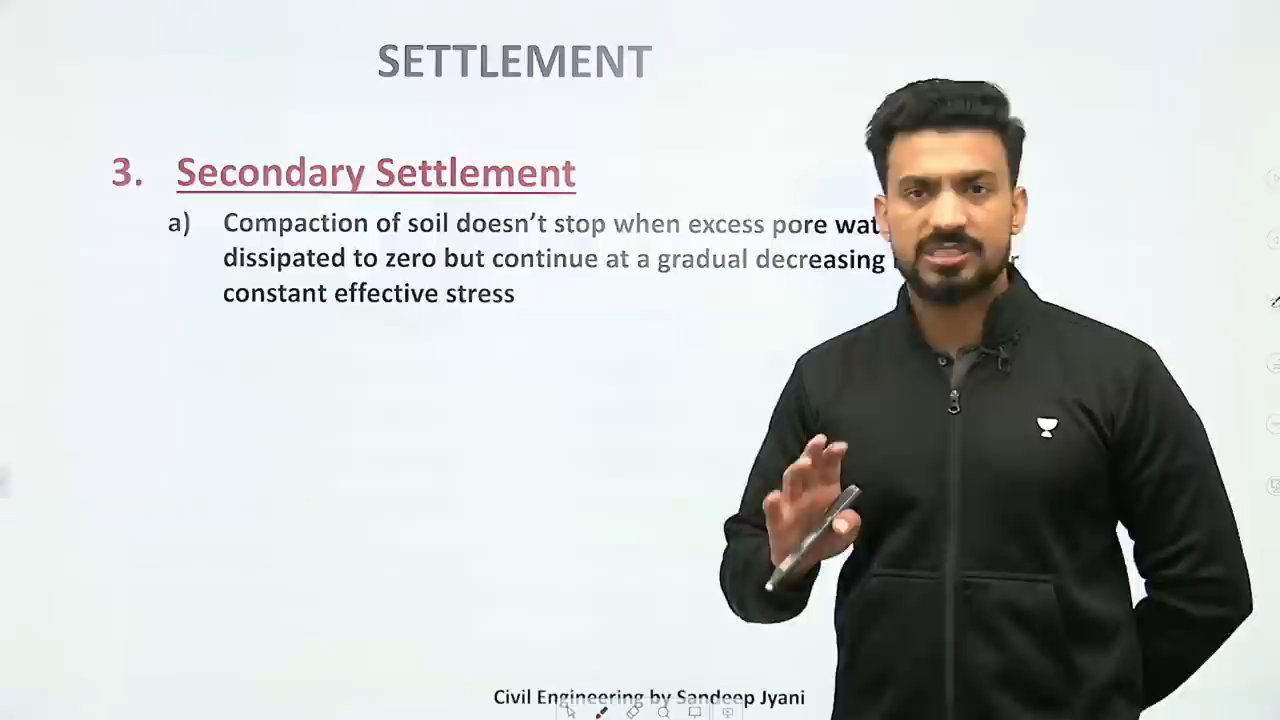 SETTLEMENT
3. Secondary Settlement
a) Compaction of soil doesn’t stop when excess pore
dissipated to zero but continue at a gradual decreasing
constant effective stress
Civil Engineering by Sandeep Jyani